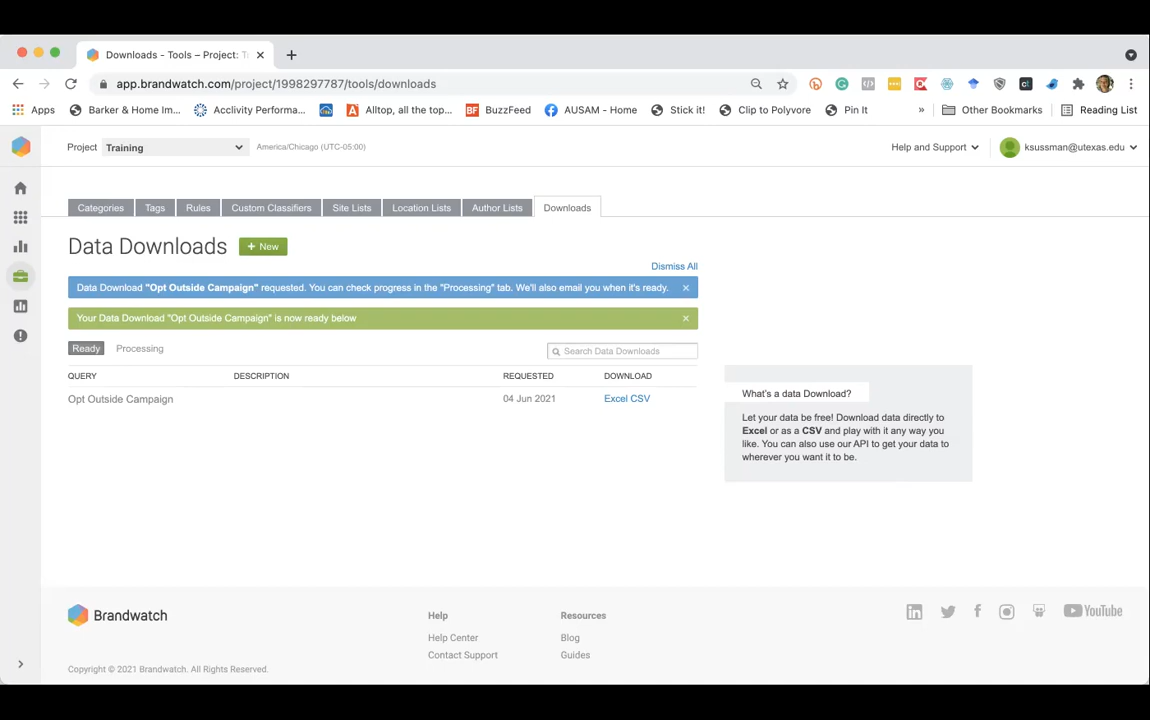 Downloads - Tools – Project: T
app.brandwatch.com/project/1998297787/tools/downloads
Apps Barker & Home Im... Acclivity Performa... Alltop, all the top... BuzzFeed AUSAM - Home Stick it! Clip to Polyvore Pin It » Other Bookmarks Reading List
Project Training America/Chicago (UTC-05:00) Help and Support ksussman@utexas.edu
Categories Tags Rules Custom Classifiers Site Lists Location Lists Author Lists Downloads
Data Downloads + New
Dismiss All
Data Download "Opt Outside Campaign" requested. You can check progress in the "Processing" tab. We'll also email you when it's ready.
Your Data Download "Opt Outside Campaign" is now ready below
Ready Processing Search Data Downloads
QUERY DESCRIPTION REQUESTED DOWNLOAD
Opt Outside Campaign 04 Jun 2021 Excel CSV
What's a data Download?
Let your data be free! Download data directly to
Excel or as a CSV and play with it any way you
like. You can also use our API to get your data to
wherever you want it to be.
Brandwatch
Help Resources
Help Center Blog
Contact Support Guides
YouTube
Copyright © 2021 Brandwatch. All Rights Reserved.